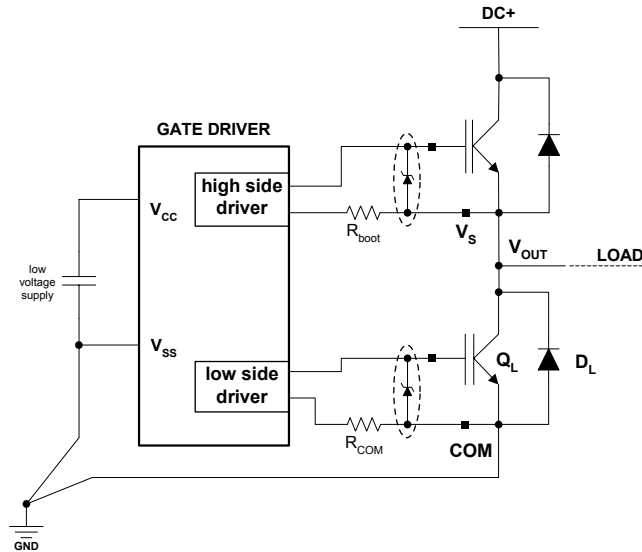 DC+
GATE DRIVER
high side
driver
V_CC
R_boot
V_S
V_OUT
LOAD
low
voltage
supply
V_SS
low side
driver
Q_L
D_L
R_COM
COM
GND